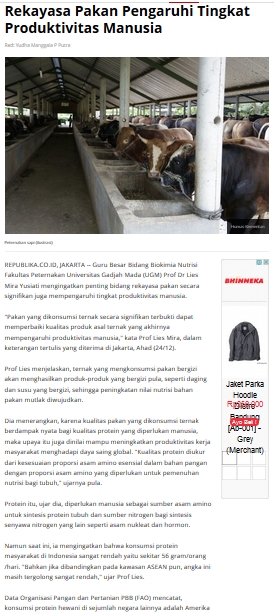 Rekayasa Pakan Pengaruhi Tingkat
Produktivitas Manusia
Red: Yudha Manggala P Putra
Peternakan sapi (ilustrasi)
REPUBLIKA.CO.ID, JAKARTA -- Guru Besar Bidang Biokimia Nutrisi
Fakultas Peternakan Universitas Gadjah Mada (UGM) Prof Dr Lies
Mira Yusiati mengingatkan penting bidang rekayasa pakan secara
signifikan juga mempengaruhi tingkat produktivitas manusia.
"Pakan yang dikonsumsi ternak secara signifikan terbukti dapat
memperbaiki kualitas produk asal ternak yang akhirnya
mempengaruhi produktivitas manusia," kata Prof Lies Mira, dalam
keterangan tertulis yang diterima di Jakarta, Ahad (24/12).
Prof Lies menjelaskan, ternak yang mengkonsumsi pakan bergizi
akan menghasilkan produk-produk yang bergizi pula, seperti daging
dan susu yang bergizi, sehingga peningkatan nilai nutrisi bahan
pakan mutlak diwujudkan.
Dia menerangkan, karena kualitas pakan yang dikonsumsi ternak
berdampak nyata bagi kualitas protein yang diperlukan manusia,
maka upaya itu juga dinilai mampu meningkatkan produktivitas kerja
masyarakat menghadapi daya saing global. "Kualitas protein diukur
dari kesesuaian proporsi asam amino esensial dalam bahan pangan
dengan proporsi asam amino yang diperlukan untuk pemenuhan
nutrisi bagi tubuh," ujarnya pula.
Protein itu, ujar dia, diperlukan manusia sebagai sumber asam amino
untuk sintesis protein tubuh dan sumber nitrogen bagi sintesis
senyawa nitrogen yang lain seperti asam nukleat dan hormon.
Namun saat ini, ia mengingatkan bahwa konsumsi protein
masyarakat di Indonesia sangat rendah yaitu sekitar 56 gram/orang
/hari. "Bahkan jika dibandingkan pada kawasan ASEAN pun, angka ini
masih tergolong sangat rendah," ujar Prof Lies.
Data Organisasi Pangan dan Pertanian PBB (FAO) mencatat,
konsumsi protein hewani di sejumlah negara lainnya adalah Amerika
BHINNEKA
Jaket Parka
Hoodie
Distro
Bandung
[A6-001] -
Grey
(Merchant)